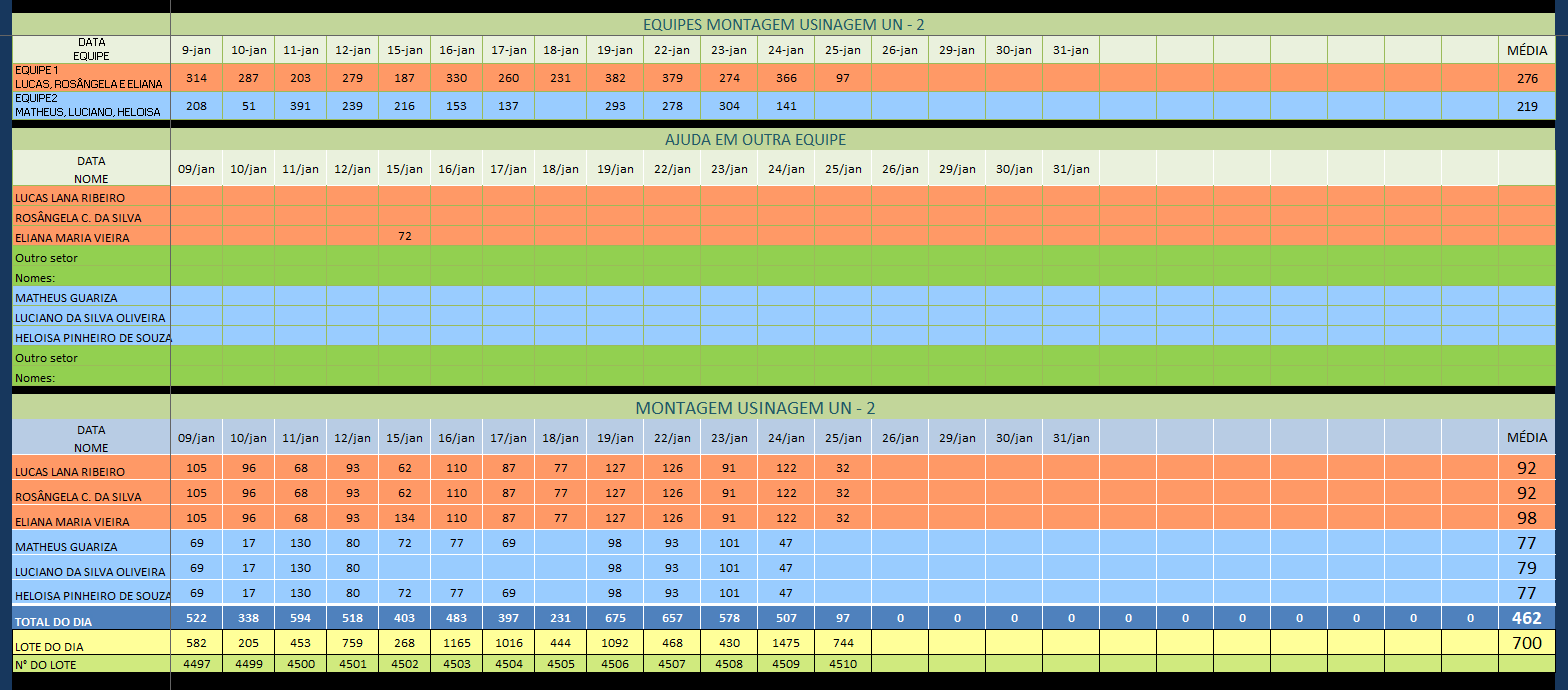 EQUIPES MONTAGEM USINAGEM UN - 2
DATA
EQUIPE
9-jan 10-jan 11-jan 12-jan 15-jan 16-jan 17-jan 18-jan 19-jan 22-jan 23-jan 24-jan 25-jan 26-jan 29-jan 30-jan 31-jan MÉDIA
EQUIPE 1
LUCAS, ROSÂNGELA E ELIANA
314 287 203 279 187 330 260 231 382 379 274 366 97 276
EQUIPE2
MATHEUS, LUCIANO, HELOISA
208 51 391 239 216 153 137 293 278 304 141 219
AJUDA EM OUTRA EQUIPE
DATA
NOME
09/jan 10/jan 11/jan 12/jan 15/jan 16/jan 17/jan 18/jan 19/jan 22/jan 23/jan 24/jan 25/jan 26/jan 29/jan 30/jan 31/jan
LUCAS LANA RIBEIRO
ROSÂNGELA C. DA SILVA
ELIANA MARIA VIEIRA 72
Outro setor
Nomes:
MATHEUS GUARIZA
LUCIANO DA SILVA OLIVEIRA
HELOISA PINHEIRO DE SOUZA
Outro setor
Nomes:
MONTAGEM USINAGEM UN - 2
DATA
NOME
09/jan 10/jan 11/jan 12/jan 15/jan 16/jan 17/jan 18/jan 19/jan 22/jan 23/jan 24/jan 25/jan 26/jan 29/jan 30/jan 31/jan MÉDIA
LUCAS LANA RIBEIRO 105 96 68 93 62 110 87 77 127 126 91 122 32 92
ROSÂNGELA C. DA SILVA 105 96 68 93 62 110 87 77 127 126 91 122 32 92
ELIANA MARIA VIEIRA 105 96 68 93 134 110 87 77 127 126 91 122 32 98
MATHEUS GUARIZA 69 17 130 80 72 77 69 98 93 101 47 77
LUCIANO DA SILVA OLIVEIRA 69 17 130 80 98 93 101 47 79
HELOISA PINHEIRO DE SOUZA 69 17 130 80 72 77 69 98 93 101 47 77
TOTAL DO DIA 522 338 594 518 403 483 397 231 675 657 578 507 97 0 0 0 0 0 0 0 0 0 0 0 462
LOTE DO DIA 582 205 453 759 268 1165 1016 444 1092 468 430 1475 744 700
N° DO LOTE 4497 4499 4500 4501 4502 4503 4504 4505 4506 4507 4508 4509 4510